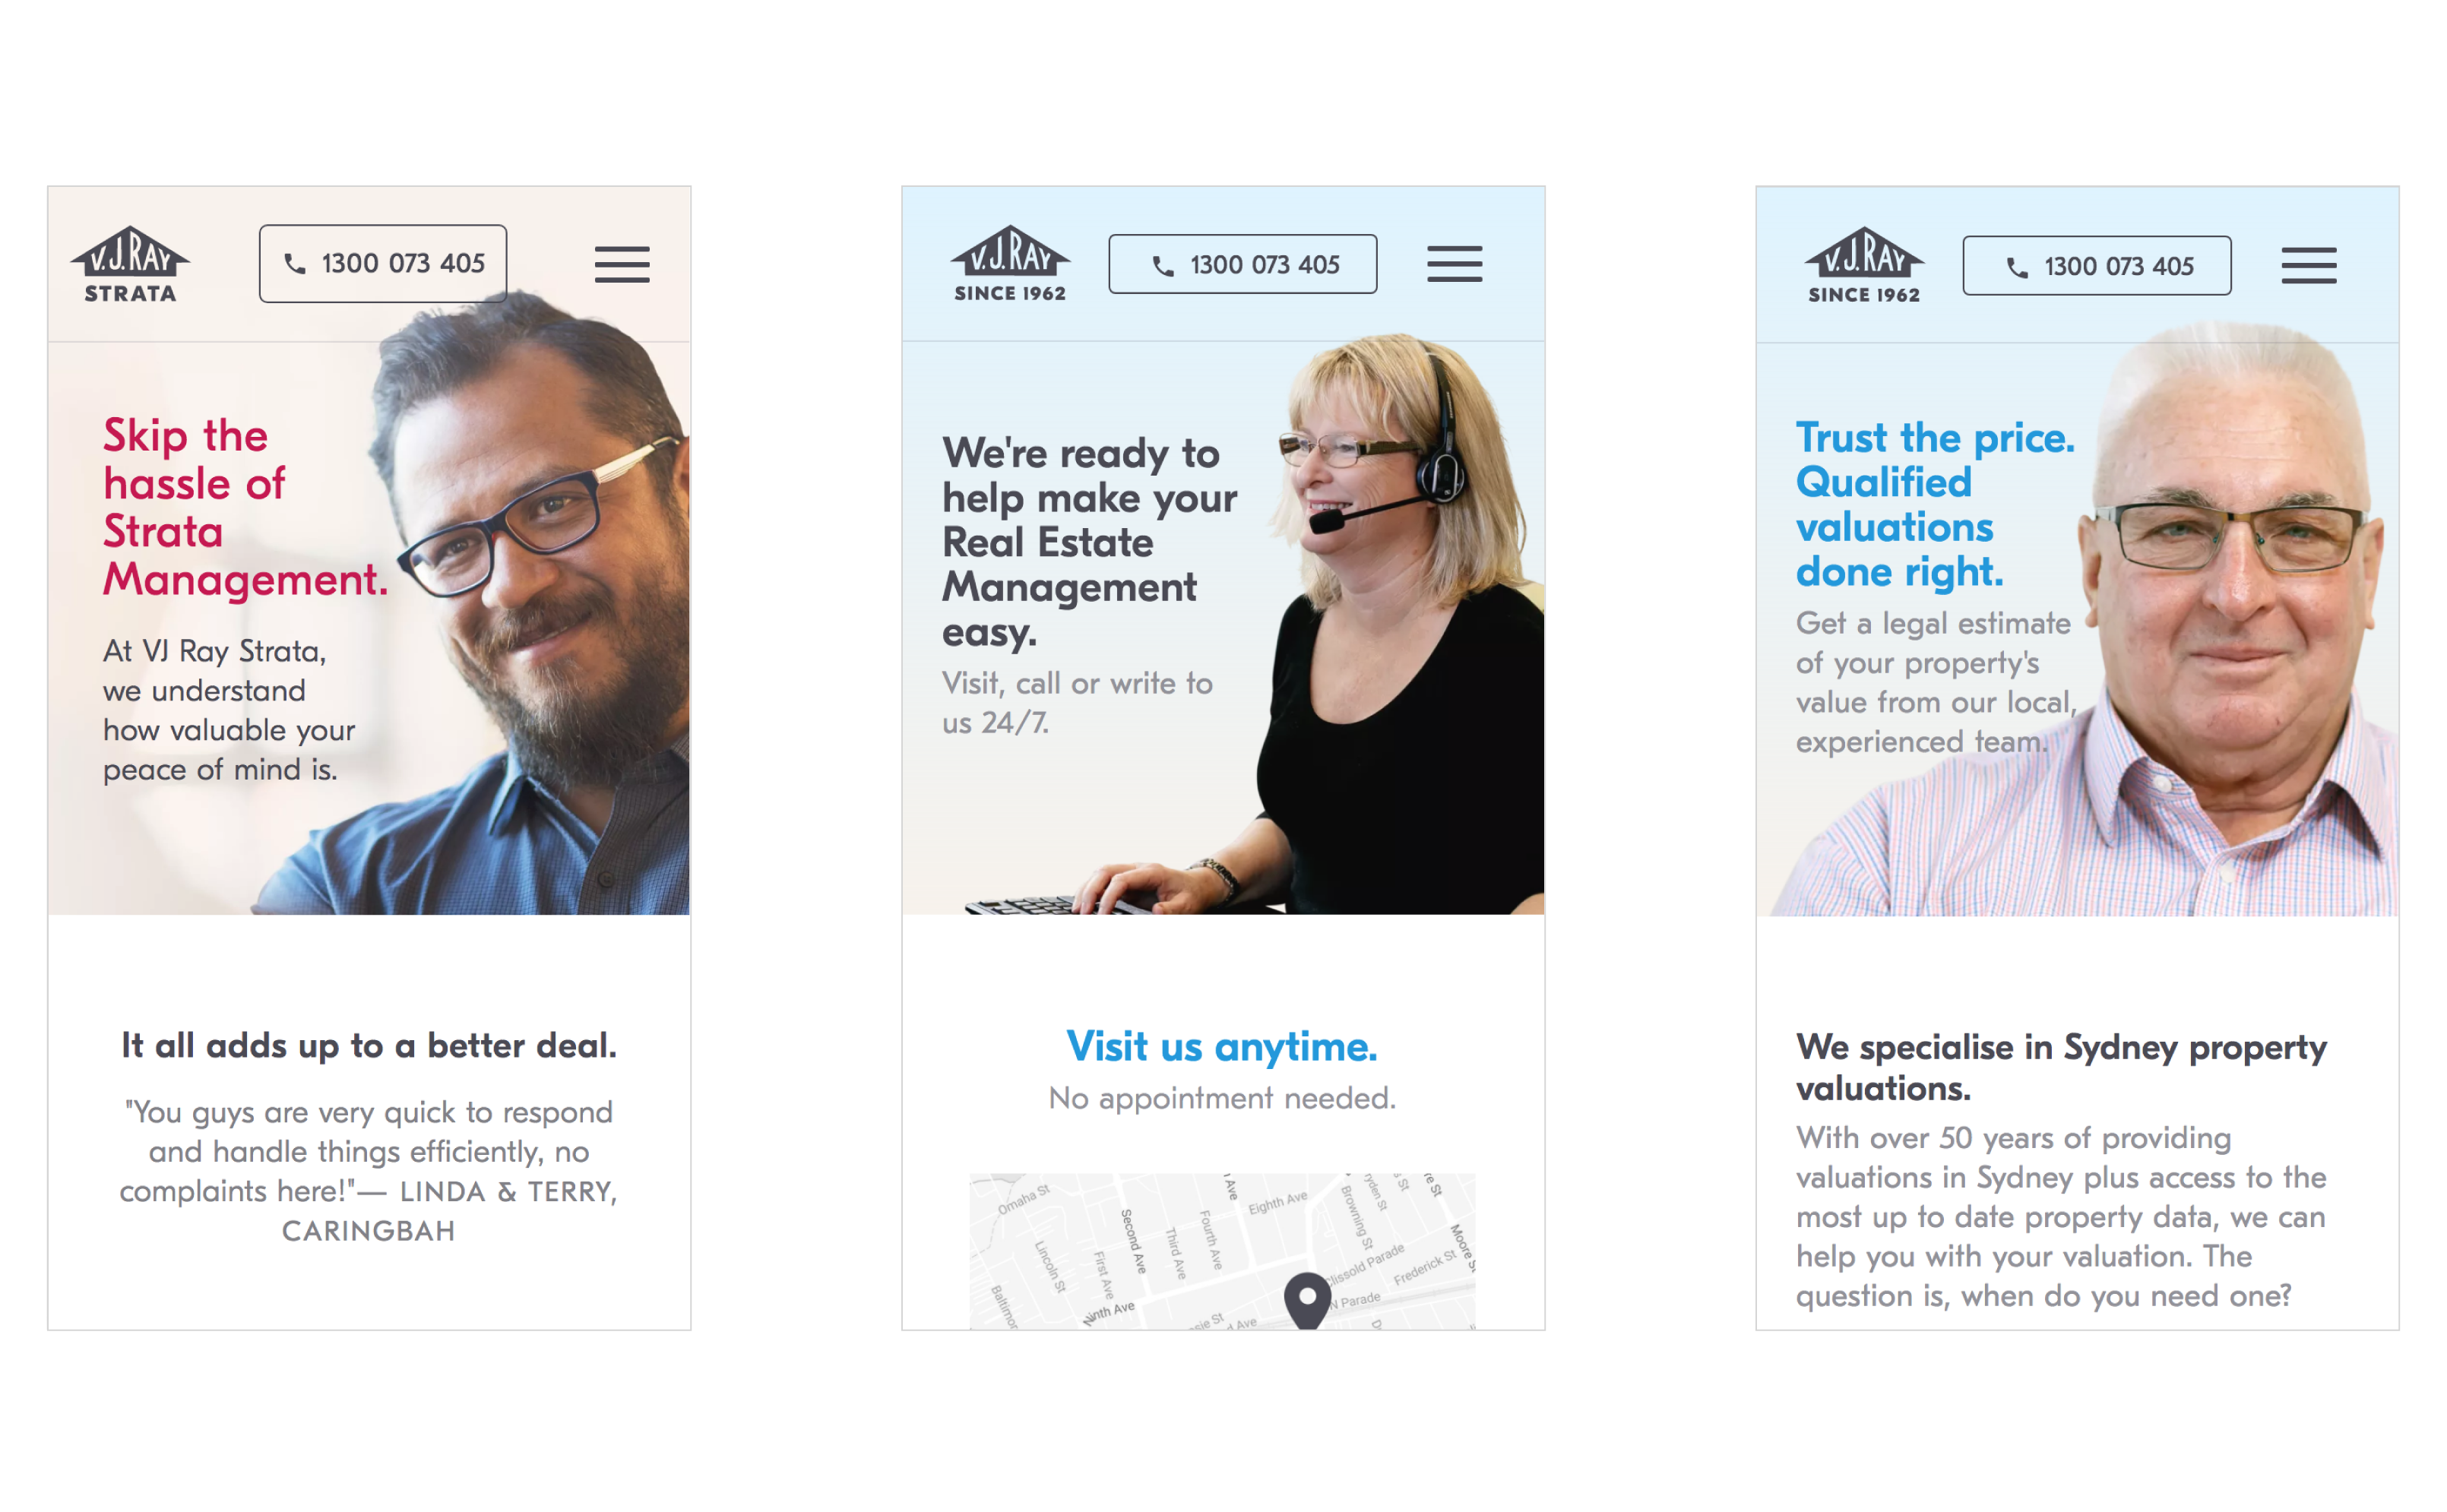 V.J.RAY
STRATA
1300 073 405
Skip the
hassle of
Strata
Management.
At VJ Ray Strata,
we understand
how valuable your
peace of mind is.
It all adds up to a better deal.
"You guys are very quick to respond
and handle things efficiently, no
complaints here!"— LINDA & TERRY,
CARINGBAH
V.J.RAY
SINCE 1962
1300 073 405
We're ready to
help make your
Real Estate
Management
easy.
Visit, call or write to
us 24/7.
Visit us anytime.
No appointment needed.
Omaha St
Lincoln St
First Ave
Second Ave
Third Ave
Fourth Ave
Ave
Eighth Ave
Browning St
St
Moore St
Clissold Parade
Frederick St
N Parade
Ninth Ave
Ave
V.J.RAY
SINCE 1962
1300 073 405
Trust the price.
Qualified
valuations
done right.
Get a legal estimate
of your property's
value from our local,
experienced team.
We specialise in Sydney property
valuations.
With over 50 years of providing
valuations in Sydney plus access to the
most up to date property data, we can
help you with your valuation. The
question is, when do you need one?